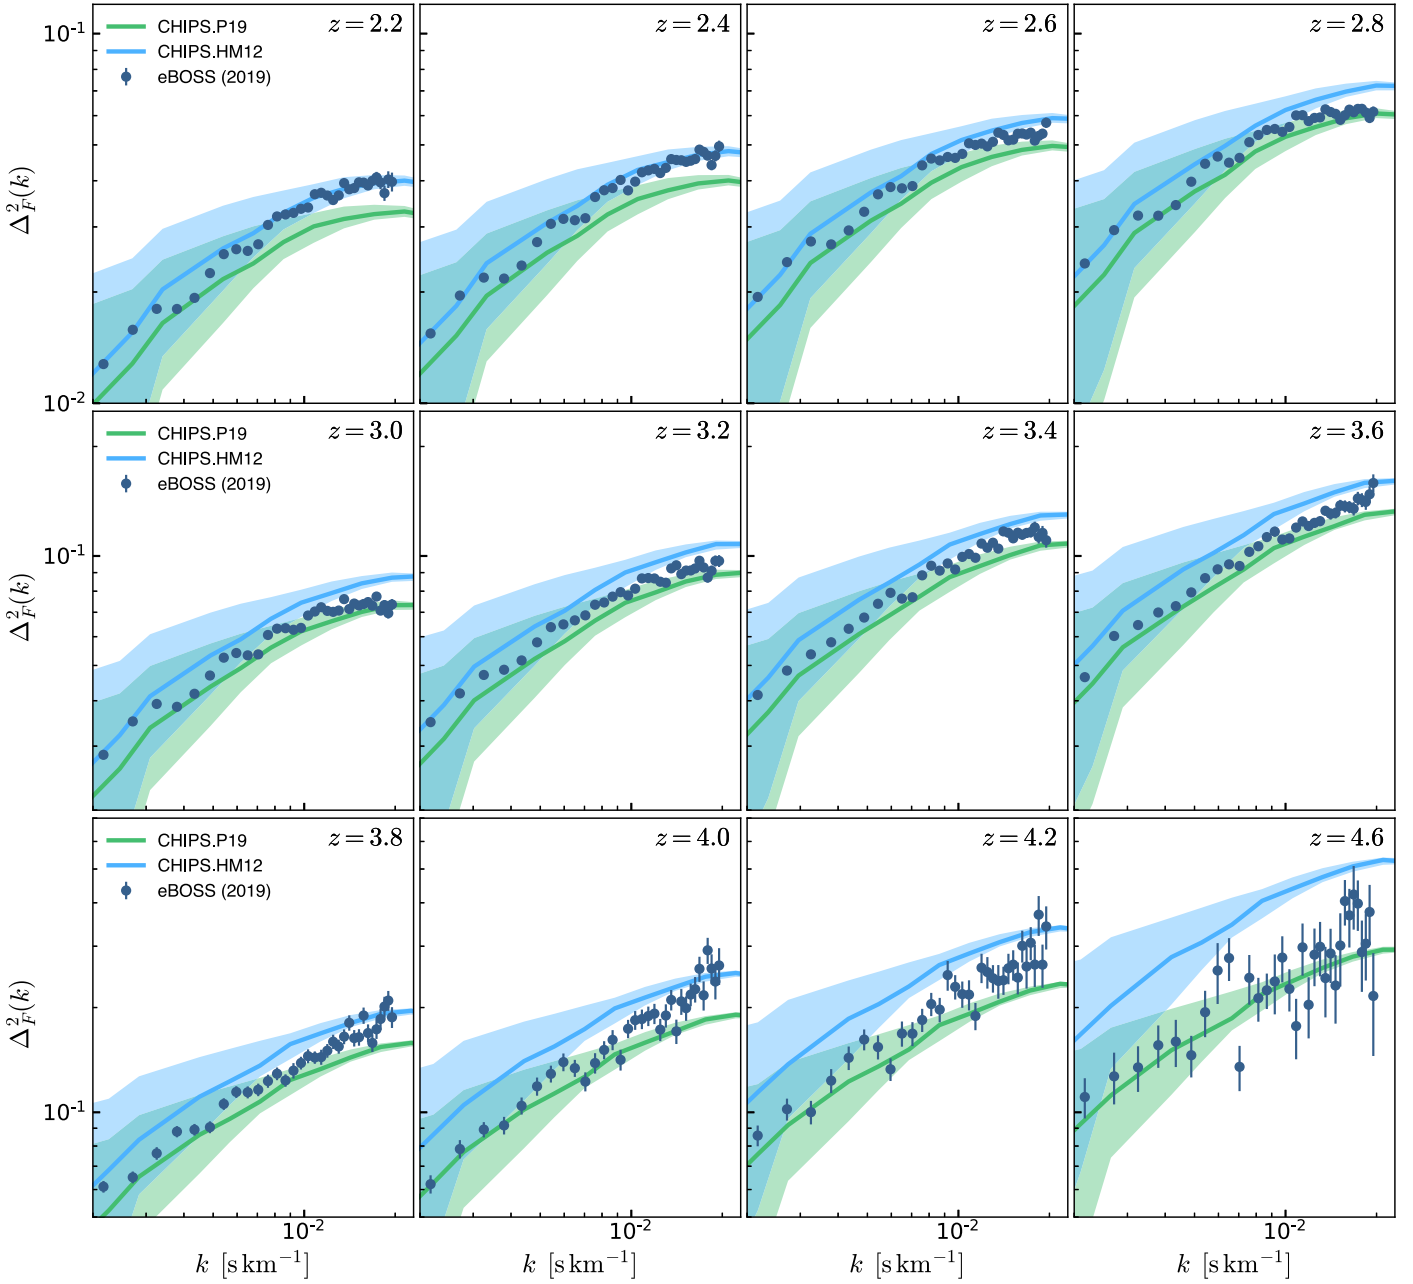 10⁻¹
CHIPS.P19
CHIPS.HM12
eBOSS (2019)
z = 2.2
z = 2.4
z = 2.6
z = 2.8
Δ²_F(k)
10⁻²
CHIPS.P19
CHIPS.HM12
eBOSS (2019)
z = 3.0
z = 3.2
z = 3.4
z = 3.6
10⁻¹
Δ²_F(k)
CHIPS.P19
CHIPS.HM12
eBOSS (2019)
z = 3.8
z = 4.0
z = 4.2
z = 4.6
Δ²_F(k)
10⁻¹
10⁻²
10⁻²
10⁻²
10⁻²
k [s km⁻¹]
k [s km⁻¹]
k [s km⁻¹]
k [s km⁻¹]